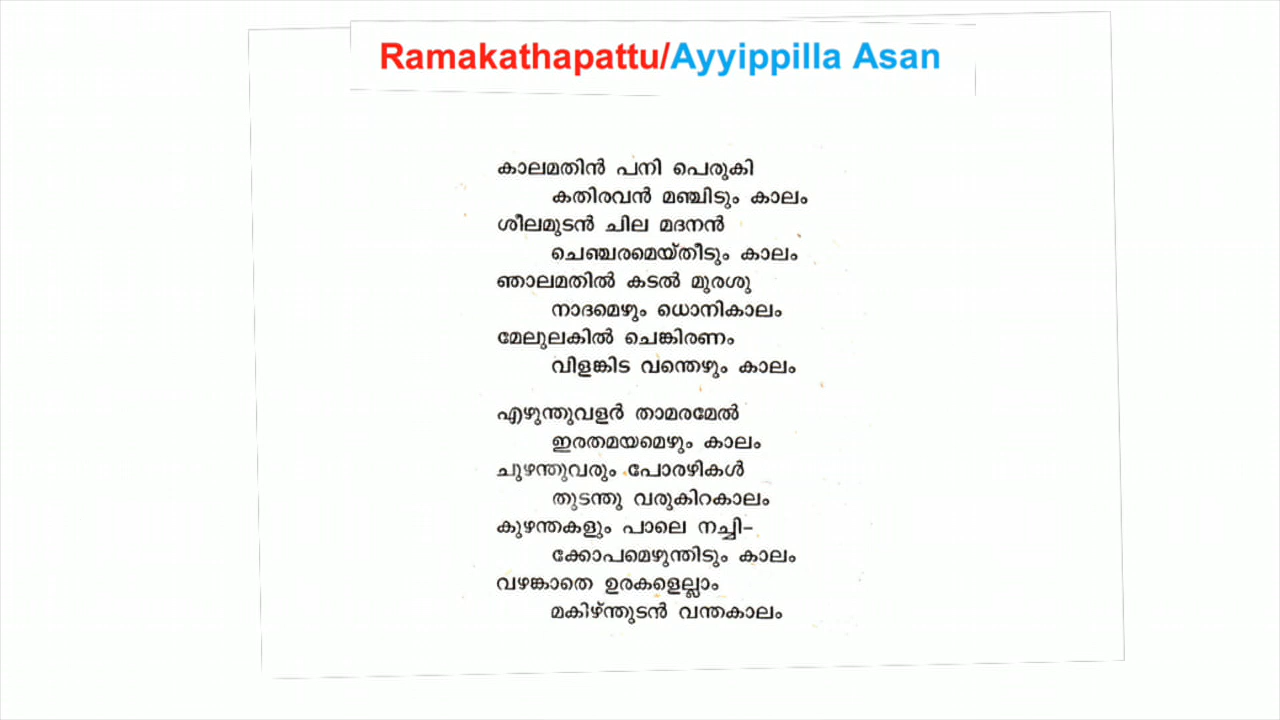 Ramakathapattu/Ayyippilla Asan
കാലമതിൻ പനി പെരുകി
കതിരവൻ മഞ്ചിടും കാലം
ശീലമുടൻ ചില മദനൻ
ചെഞ്ചരമെയ്തീടും കാലം
ഞാലമതിൽ കടൽ മുരശു
നാദമെഴും ധൊനികാലം
മേലുലകിൽ ചെങ്കിരണം
വിളങ്കിട വന്തെഴും കാലം
എഴുന്തുവളർ താമരമേൽ
ഇരതമയമെഴും കാലം
ചുഴന്തുവരും പോരഴികൾ
തുടന്തു വരുകിറകാലം
കുഴന്തകളും പാലെ നച്ചി-
ക്കോപമെഴുന്തിടും കാലം
വഴങ്കാതെ ഉരകളെല്ലാം
മകിഴ്ന്തുടൻ വന്തകാലം